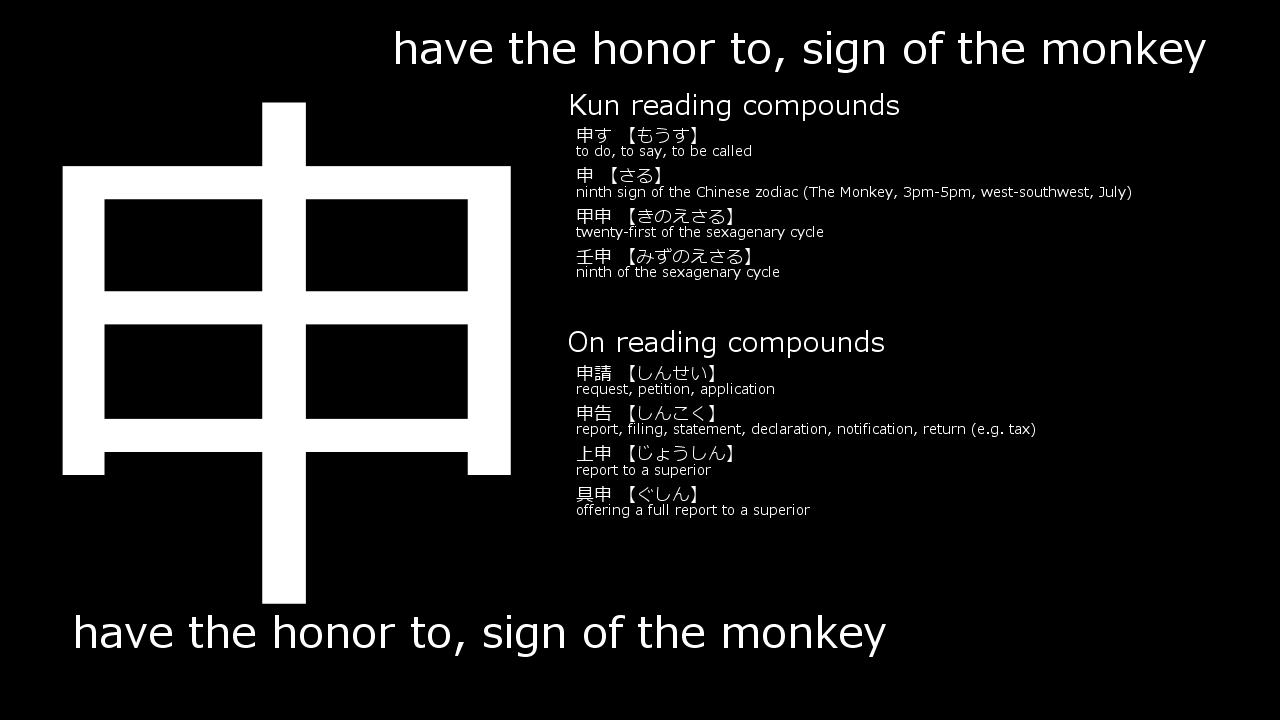 have the honor to, sign of the monkey
申
Kun reading compounds
申す 【もうす】
to do, to say, to be called
申 【さる】
ninth sign of the Chinese zodiac (The Monkey, 3pm-5pm, west-southwest, July)
甲申 【きのえさる】
twenty-first of the sexagenary cycle
壬申 【みずのえさる】
ninth of the sexagenary cycle
On reading compounds
申請 【しんせい】
request, petition, application
申告 【しんこく】
report, filing, statement, declaration, notification, return (e.g. tax)
上申 【じょうしん】
report to a superior
具申 【ぐしん】
offering a full report to a superior
have the honor to, sign of the monkey